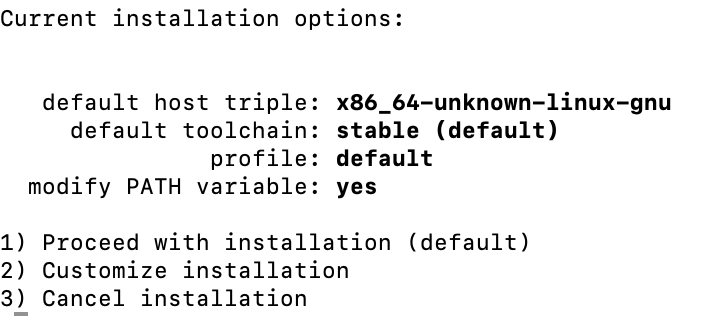 Current installation options:
default host triple: x86_64-unknown-linux-gnu
default toolchain: stable (default)
profile: default
modify PATH variable: yes
1) Proceed with installation (default)
2) Customize installation
3) Cancel installation